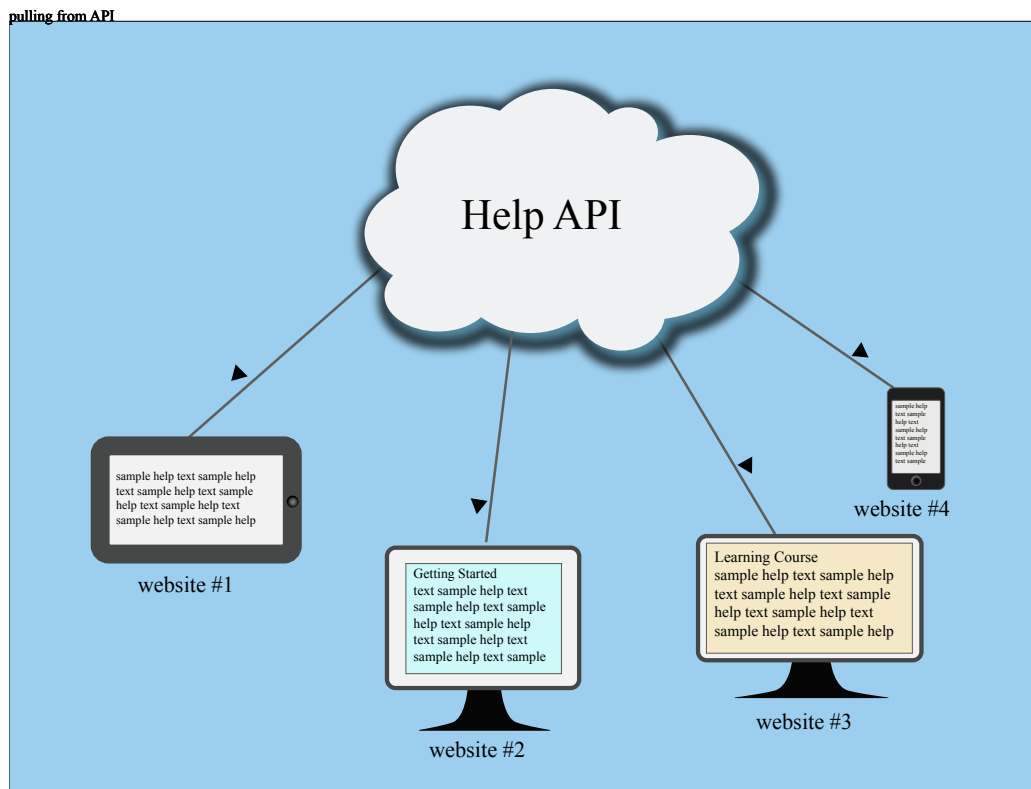 pulling from API
Help API
sample help text sample help
text sample help text sample
help text sample help text
sample help text sample help
website #1
Getting Started
text sample help text
sample help text sample
help text sample help
text sample help text
sample help text sample
website #2
Learning Course
sample help text sample help
text sample help text sample
help text sample help text
sample help text sample help
website #3
sample help
text sample
help text
sample help
text sample
help text
sample help
text sample
website #4